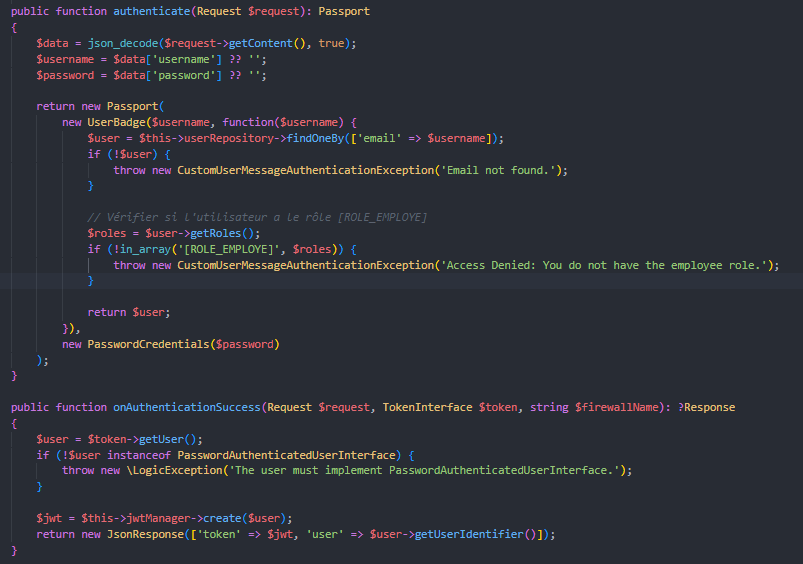 public function authenticate(Request $request): Passport
{
    $data = json_decode($request->getContent(), true);
    $username = $data['username'] ?? '';
    $password = $data['password'] ?? '';

    return new Passport(
        new UserBadge($username, function($username) {
            $user = $this->userRepository->findOneBy(['email' => $username]);
            if (!$user) {
                throw new CustomUserMessageAuthenticationException('Email not found.');
            }

            // Vérifier si l'utilisateur a le rôle [ROLE_EMPLOYE]
            $roles = $user->getRoles();
            if (!in_array('[ROLE_EMPLOYE]', $roles)) {
                throw new CustomUserMessageAuthenticationException('Access Denied: You do not have the employee role.');
            }

            return $user;
        }),
        new PasswordCredentials($password)
    );
}

public function onAuthenticationSuccess(Request $request, TokenInterface $token, string $firewallName): ?Response
{
    $user = $token->getUser();
    if (!$user instanceof PasswordAuthenticatedUserInterface) {
        throw new \LogicException('The user must implement PasswordAuthenticatedUserInterface.');
    }

    $jwt = $this->jwtManager->create($user);
    return new JsonResponse(['token' => $jwt, 'user' => $user->getUserIdentifier()]);
}